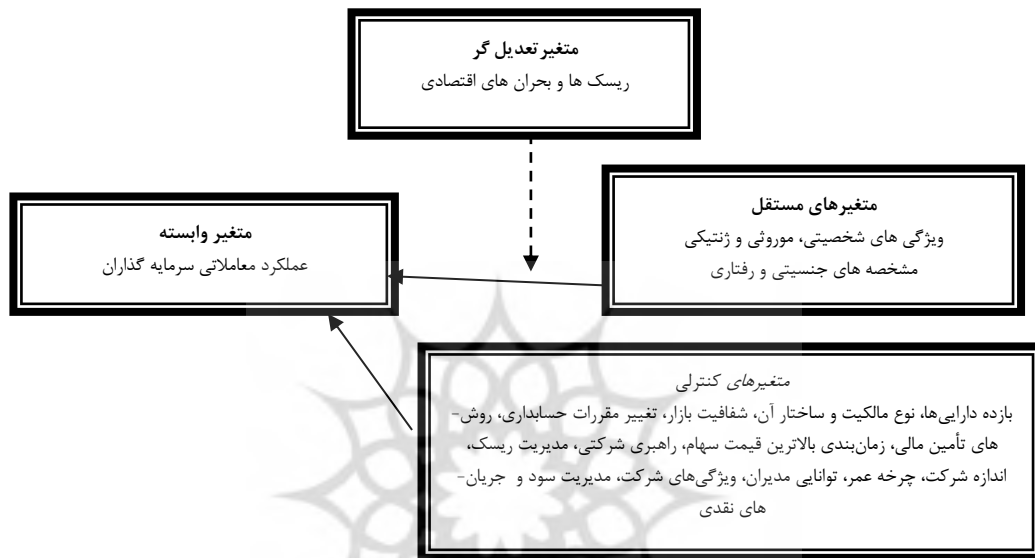 متغیر تعدیل گر
ریسک ها و بحران های اقتصادی
متغیرهای مستقل
ویژگی های شخصیتی، موروثی و ژنتیکی
مشخصه های جنسیتی و رفتاری
متغیر وابسته
عملکرد معاملاتی سرمایه گذاران
متغیرهای کنترلی
بازده دارایی‌ها، نوع مالکیت و ساختار آن، شفافیت بازار، تغییر مقررات حسابداری، روش-
های تأمین مالی، زمان‌بندی بالاترین قیمت سهام، راهبری شرکتی، مدیریت ریسک،
اندازه شرکت، چرخه عمر، توانایی مدیران، ویژگی‌های شرکت، مدیریت سود و جریان-
های نقدی